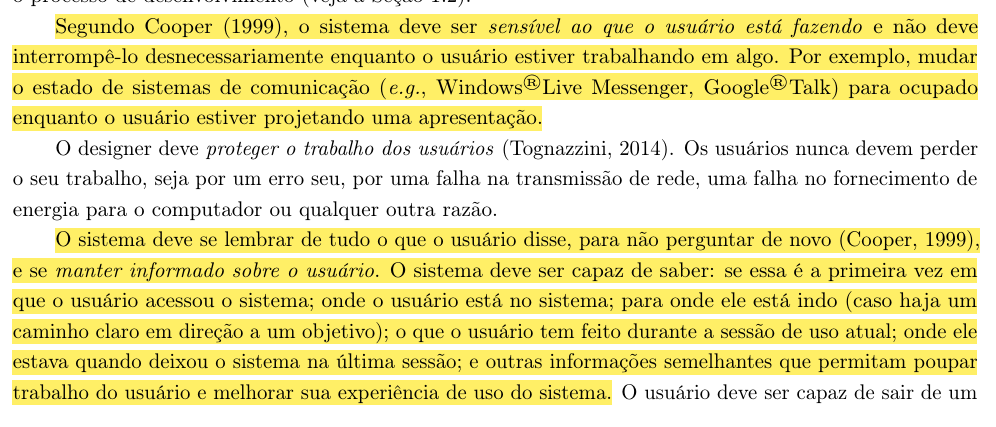 o processo de desenvolvimento (veja a Seção 1.2).
Segundo Cooper (1999), o sistema deve ser sensível ao que o usuário está fazendo e não deve
interrompê-lo desnecessariamente enquanto o usuário estiver trabalhando em algo. Por exemplo, mudar
o estado de sistemas de comunicação (e.g., Windows®Live Messenger, Google®Talk) para ocupado
enquanto o usuário estiver projetando uma apresentação.
O designer deve proteger o trabalho dos usuários (Tognazzini, 2014). Os usuários nunca devem perder
o seu trabalho, seja por um erro seu, por uma falha na transmissão de rede, uma falha no fornecimento de
energia para o computador ou qualquer outra razão.
O sistema deve se lembrar de tudo o que o usuário disse, para não perguntar de novo (Cooper, 1999),
e se manter informado sobre o usuário. O sistema deve ser capaz de saber: se essa é a primeira vez em
que o usuário acessou o sistema; onde o usuário está no sistema; para onde ele está indo (caso haja um
caminho claro em direção a um objetivo); o que o usuário tem feito durante a sessão de uso atual; onde ele
estava quando deixou o sistema na última sessão; e outras informações semelhantes que permitam poupar
trabalho do usuário e melhorar sua experiência de uso do sistema. O usuário deve ser capaz de sair de um